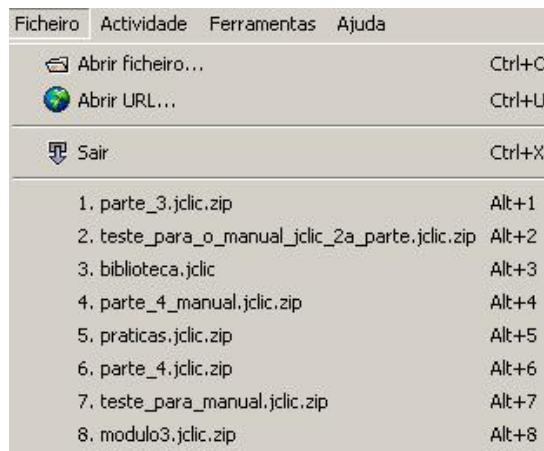 Ficheiro Actividade Ferramentas Ajuda
Abrir ficheiro... Ctrl+O
Abrir URL... Ctrl+U
Sair Ctrl+X
1. parte_3.jclic.zip Alt+1
2. teste_para_o_manual_jclic_2a_parte.jclic.zip Alt+2
3. biblioteca.jclic Alt+3
4. parte_4_manual.jclic.zip Alt+4
5. praticas.jclic.zip Alt+5
6. parte_4.jclic.zip Alt+6
7. teste_para_manual.jclic.zip Alt+7
8. modulo3.jclic.zip Alt+8